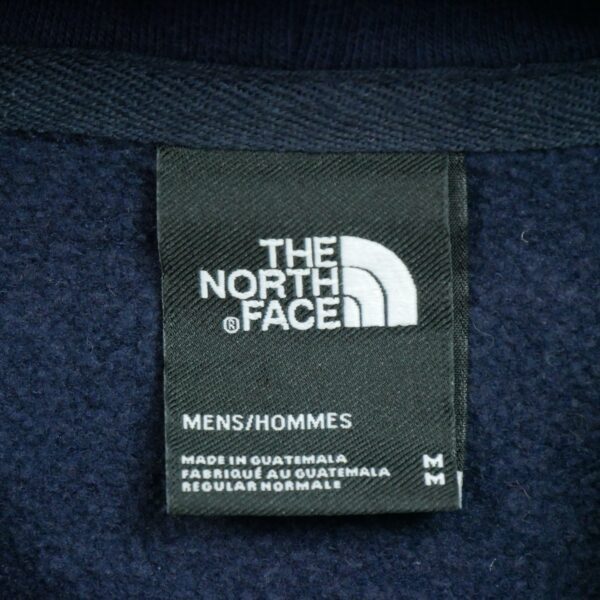 THE
NORTH
® FACE
MENS/HOMMES
MADE IN GUATEMALA
FABRIQUÉ AU GUATEMALA
REGULAR NORMALE
M
M